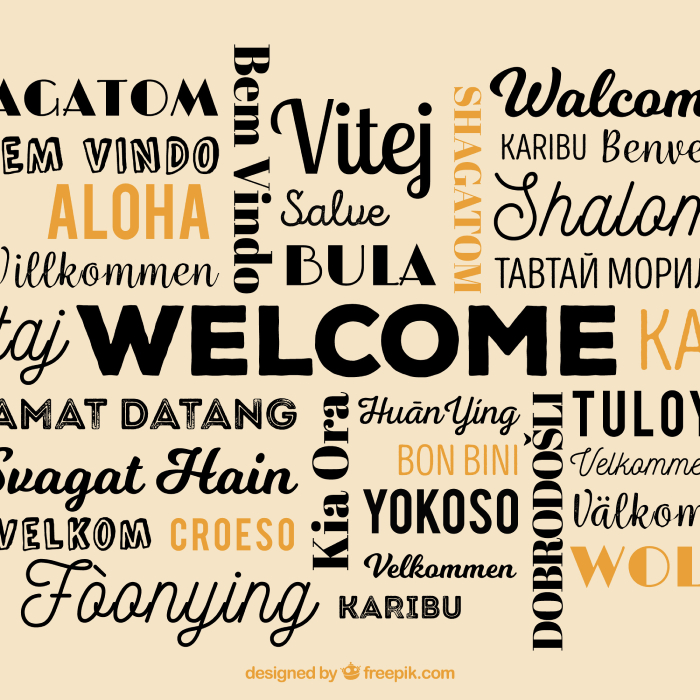 AGATOM
EM VINDO
ALOHA
Willkommen
taj
AMAT DATANG
Svagat Hain
VELKOM
CROESO
Fòonying
Bem Vindo
Vitej
Salve
BULA
SHAGATOM
Walcom
KARIBU
Benve
Shalom
ТАВТАЙ МОРИЛ
WELCOME
KA
Kia Ora
HuānYíng
BON BINI
YOKOSO
Velkommen
KARIBU
DOBRODOŠLI
TULOY
Velkomme
Välkom
WOL
designed by freepik.com